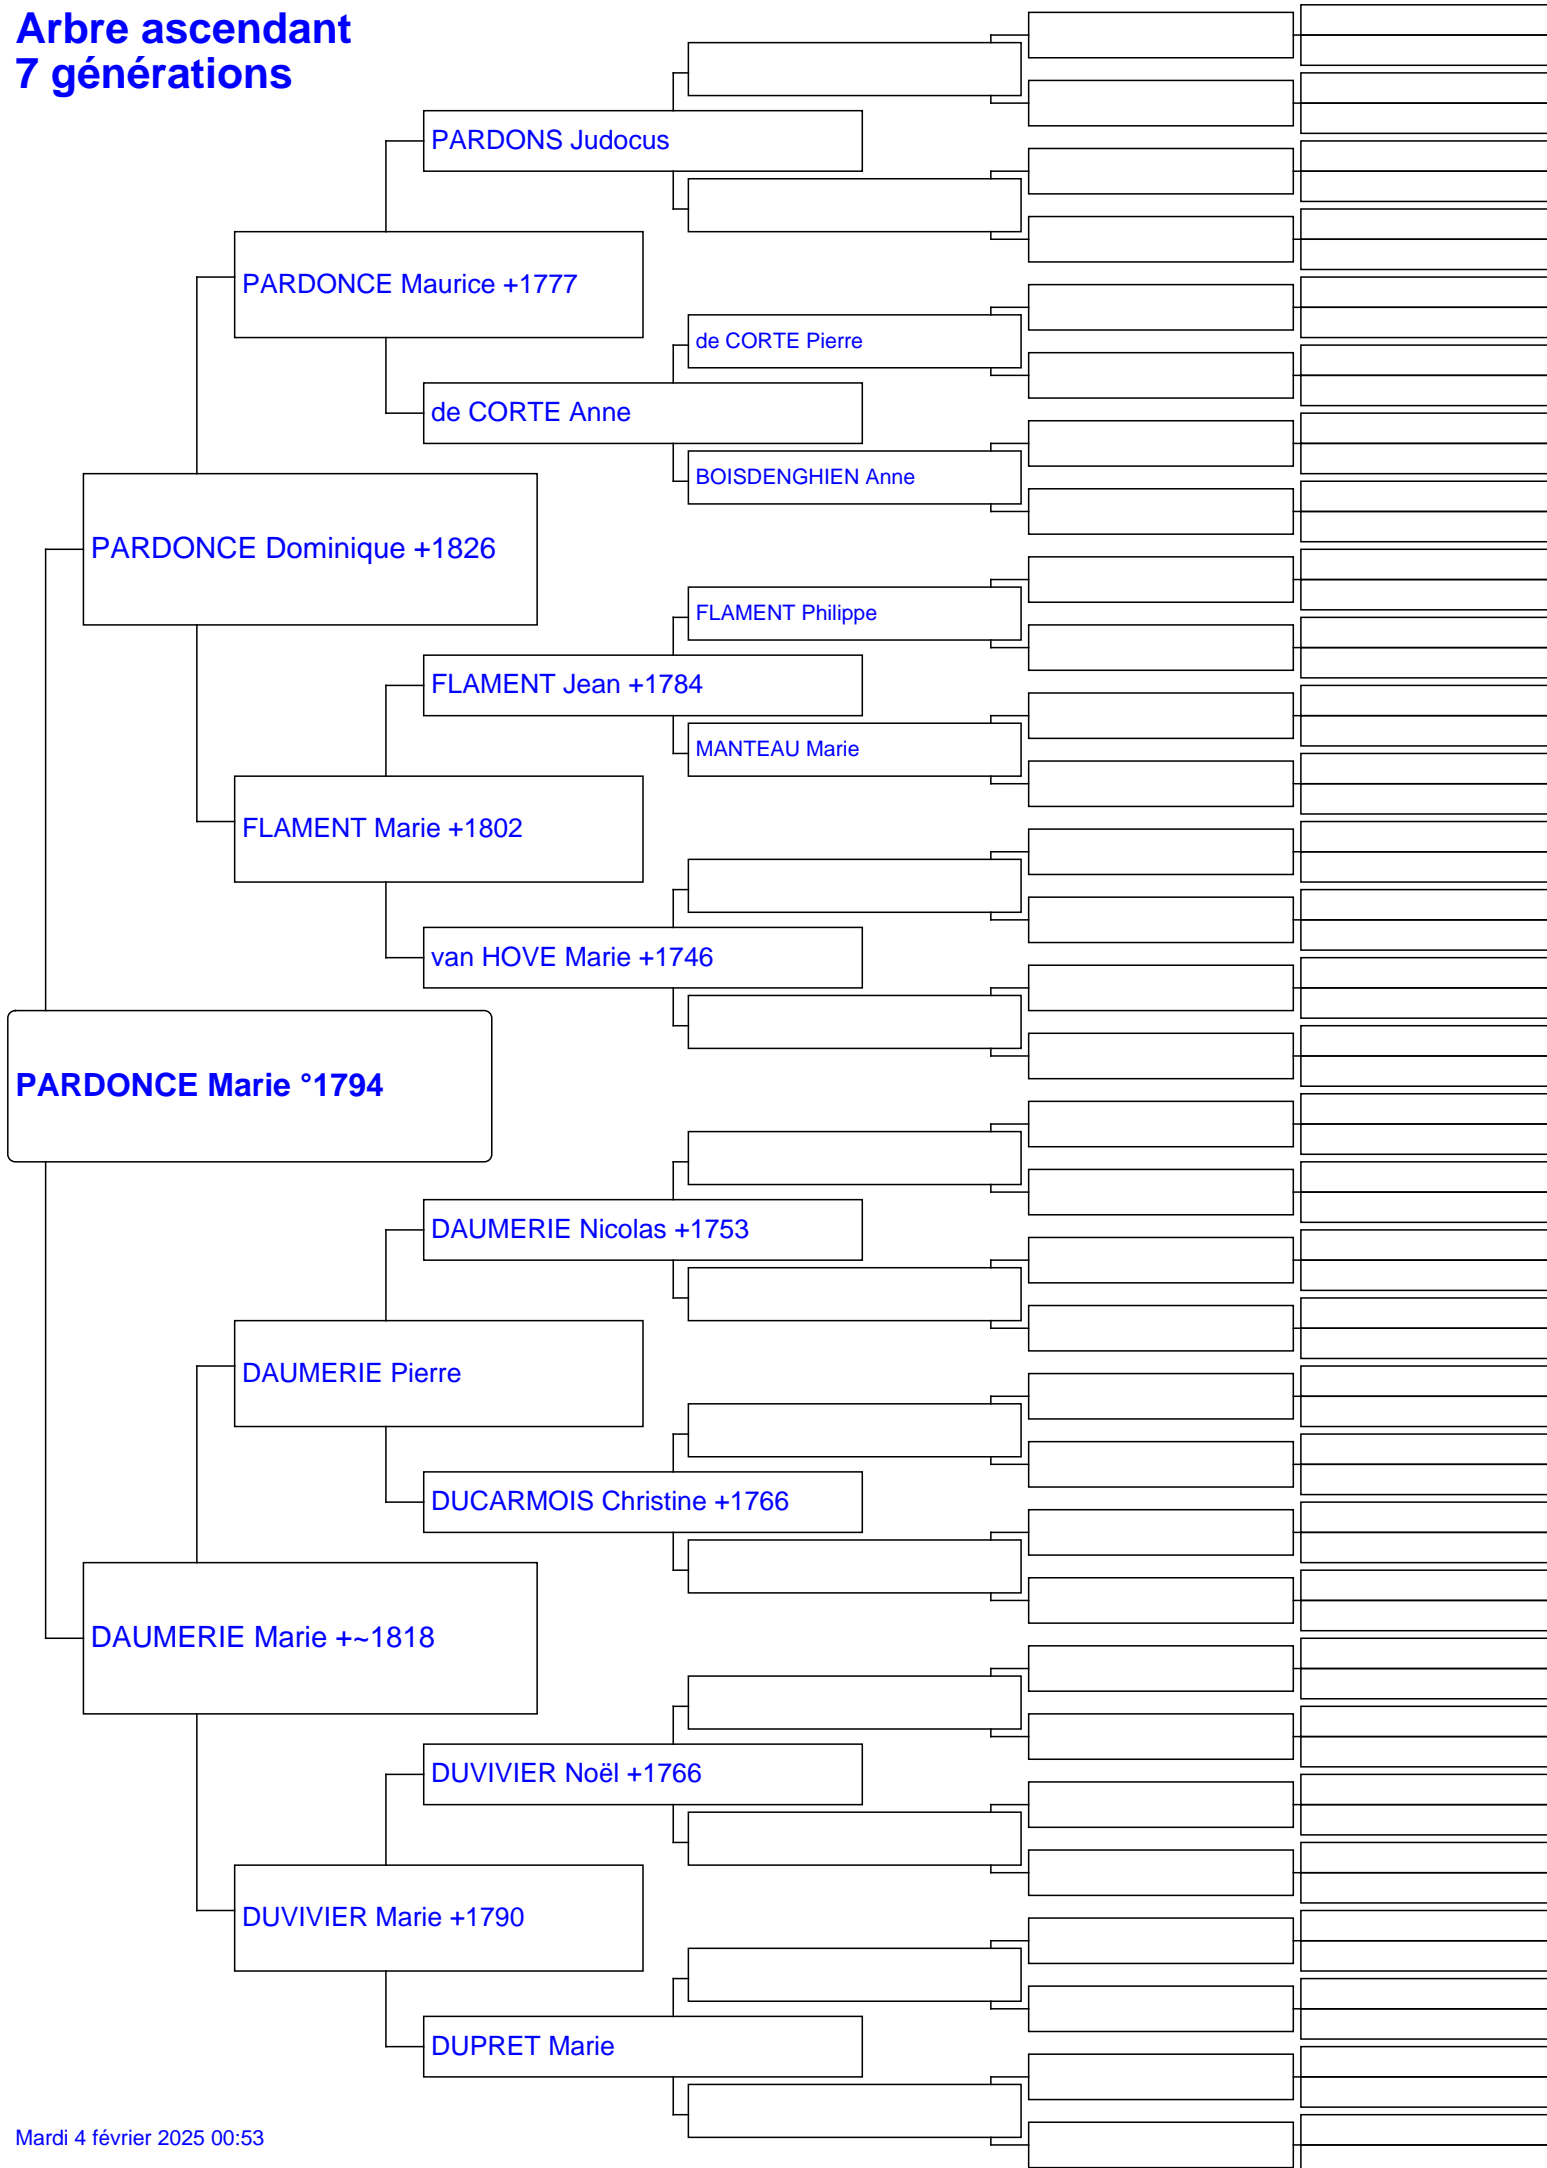 Arbre ascendant
7 générations
PARDONS Judocus
PARDONCE Maurice +1777
de CORTE Pierre
de CORTE Anne
BOISDENGHIEN Anne
PARDONCE Dominique +1826
FLAMENT Philippe
FLAMENT Jean +1784
MANTEAU Marie
FLAMENT Marie +1802
van HOVE Marie +1746
PARDONCE Marie °1794
DAUMERIE Nicolas +1753
DAUMERIE Pierre
DUCARMOIS Christine +1766
DAUMERIE Marie +~1818
DUVIVIER Noël +1766
DUVIVIER Marie +1790
DUPRET Marie
Mardi 4 février 2025 00:53